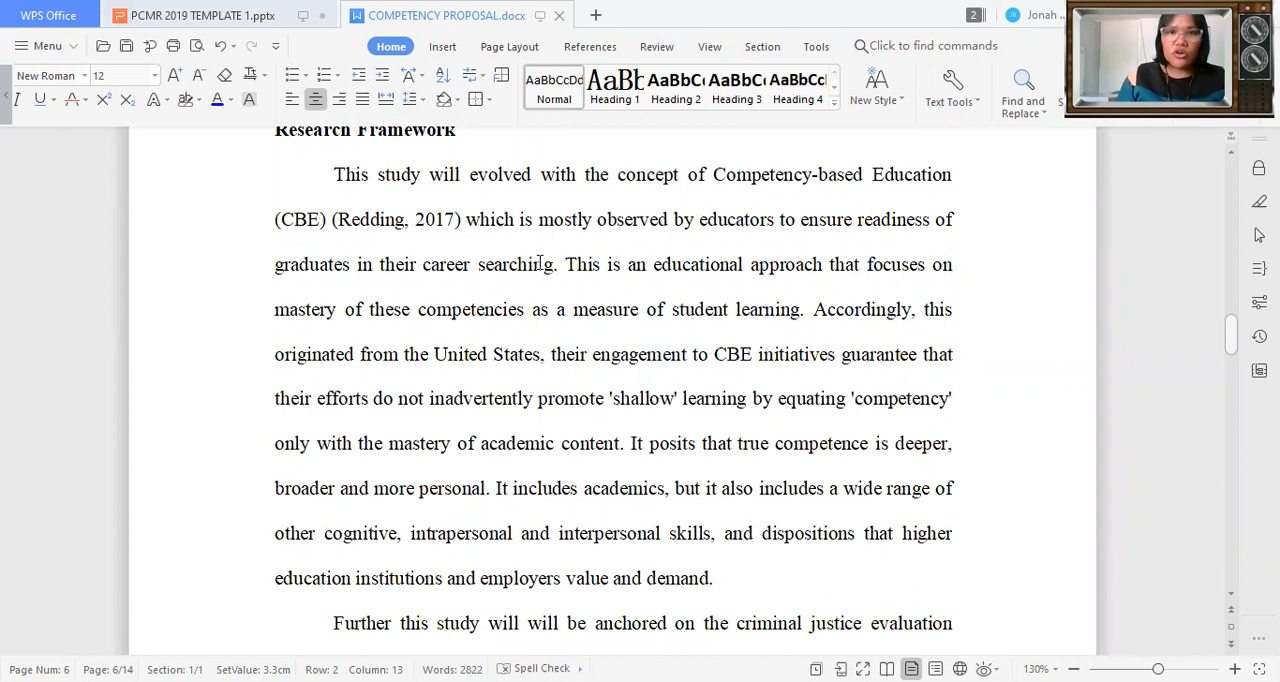 WPS Office
PCMR 2019 TEMPLATE 1.pptx
COMPETENCY PROPOSAL.docx
2
Jonah
Menu
Home
Insert
Page Layout
References
Review
View
Section
Tools
Click to find commands
New Roman
12
AaBbCcDd
Normal
AaBb
Heading 1
AaBbC
Heading 2
AaBbC
Heading 3
AaBbC
Heading 4
New Style
Text Tools
Find and
Replace
Research Framework
This study will evolved with the concept of Competency-based Education
(CBE) (Redding, 2017) which is mostly observed by educators to ensure readiness of
graduates in their career searching. This is an educational approach that focuses on
mastery of these competencies as a measure of student learning. Accordingly, this
originated from the United States, their engagement to CBE initiatives guarantee that
their efforts do not inadvertently promote 'shallow' learning by equating 'competency'
only with the mastery of academic content. It posits that true competence is deeper,
broader and more personal. It includes academics, but it also includes a wide range of
other cognitive, intrapersonal and interpersonal skills, and dispositions that higher
education institutions and employers value and demand.
Further this study will will be anchored on the criminal justice evaluation
Page Num: 6
Page: 6/14
Section: 1/1
SetValue: 3.3cm
Row: 2
Column: 13
Words: 2822
Spell Check
130%